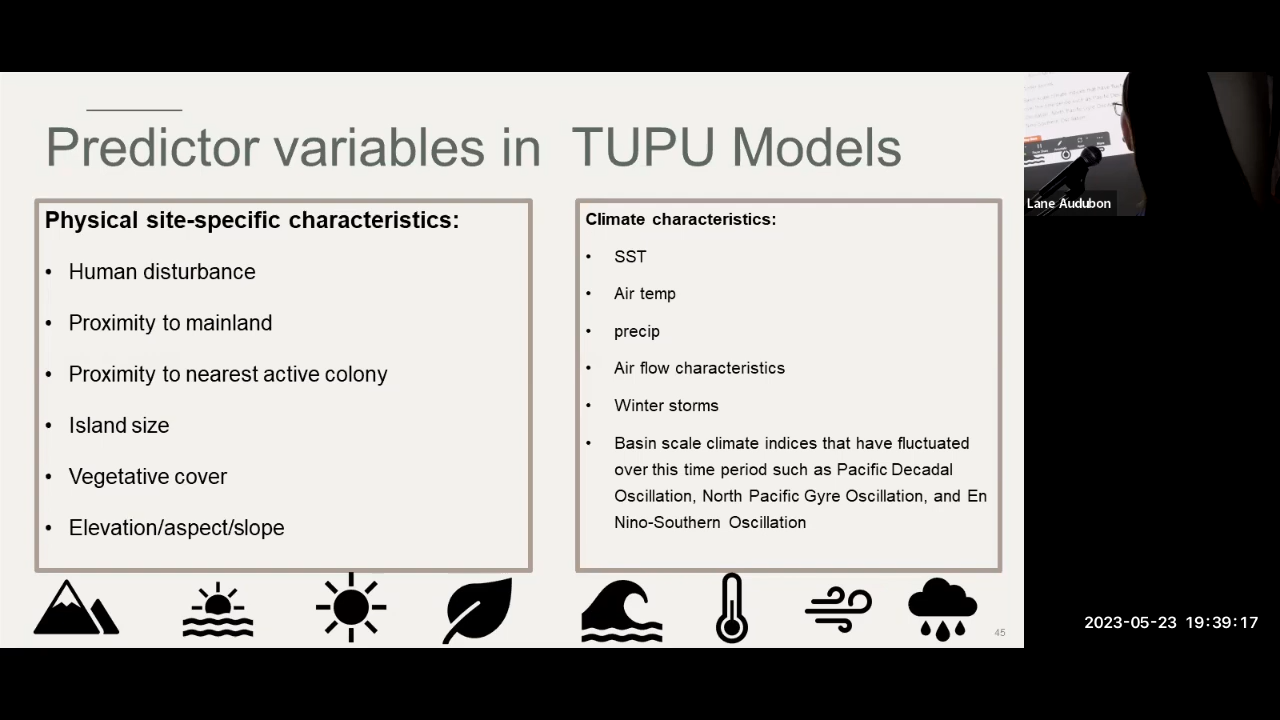 Predictor variables in TUPU Models
Physical site-specific characteristics:
• Human disturbance
• Proximity to mainland
• Proximity to nearest active colony
• Island size
• Vegetative cover
• Elevation/aspect/slope
Climate characteristics:
• SST
• Air temp
• precip
• Air flow characteristics
• Winter storms
• Basin scale climate indices that have fluctuated
over this time period such as Pacific Decadal
Oscillation, North Pacific Gyre Oscillation, and En
Nino-Southern Oscillation
45
Lane Audubon
2023-05-23 19:39:17